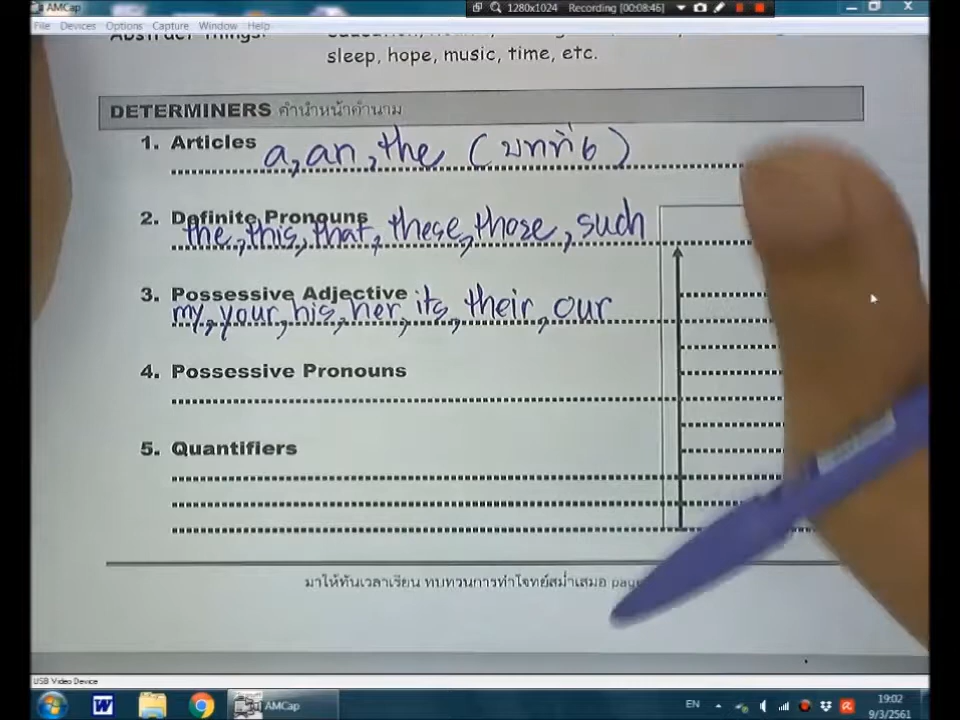 AMCap
1280x1024 Recording [00:08:46]
File Devices Options Capture Window Help
sleep, hope, music, time, etc.
DETERMINERS คำนำหน้าคำนาม
1. Articles a, an, the (บทที่ 6)
2. Definite Pronouns
the, this, that, these, those, such
3. Possessive Adjective
my, your, his, her, its, their, our
4. Possessive Pronouns
5. Quantifiers
มาให้ทันเวลาเรียน ทบทวนการทำโจทย์สม่ำเสมอ
USB Video Device
AMCap
EN
19:02
9/3/2561